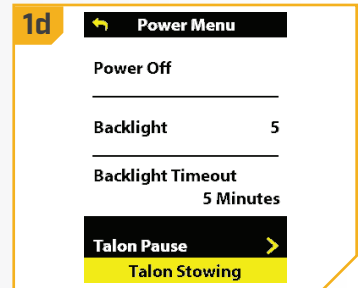 1d
Power Menu
Power Off
Backlight 5
Backlight Timeout
5 Minutes
Talon Pause >
Talon Stowing